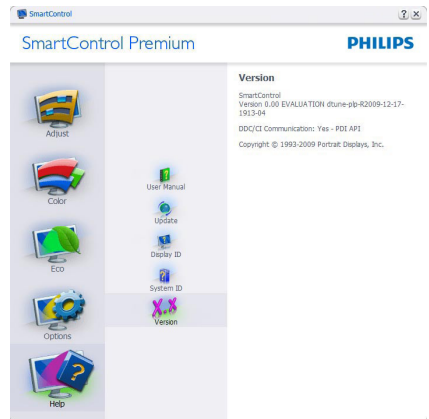 SmartControl
SmartControl Premium
PHILIPS
Adjust
Color
Eco
Options
Help
User Manual
Update
Display ID
System ID
X.X
Version
Version
SmartControl
Version 0.00 EVALUATION dtune-plp-R2009-12-17-
1913-04
DDC/CI Communication: Yes - PDI API
Copyright © 1993-2009 Portrait Displays, Inc.